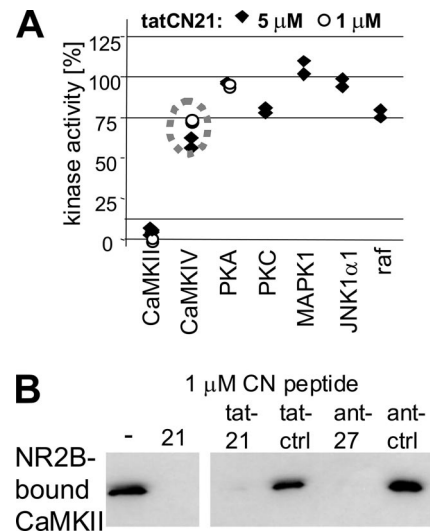 A
tatCN21: ◆ 5 µM ○ 1 µM
kinase activity [%]
125
100
75
50
25
0
CaMKII
CaMKIV
PKA
PKC
MAPK1
JNK1α1
raf
B
1 µM CN peptide
- 21 tat-21 tat-ctrl ant-27 ant-ctrl
NR2B-
bound
CaMKII